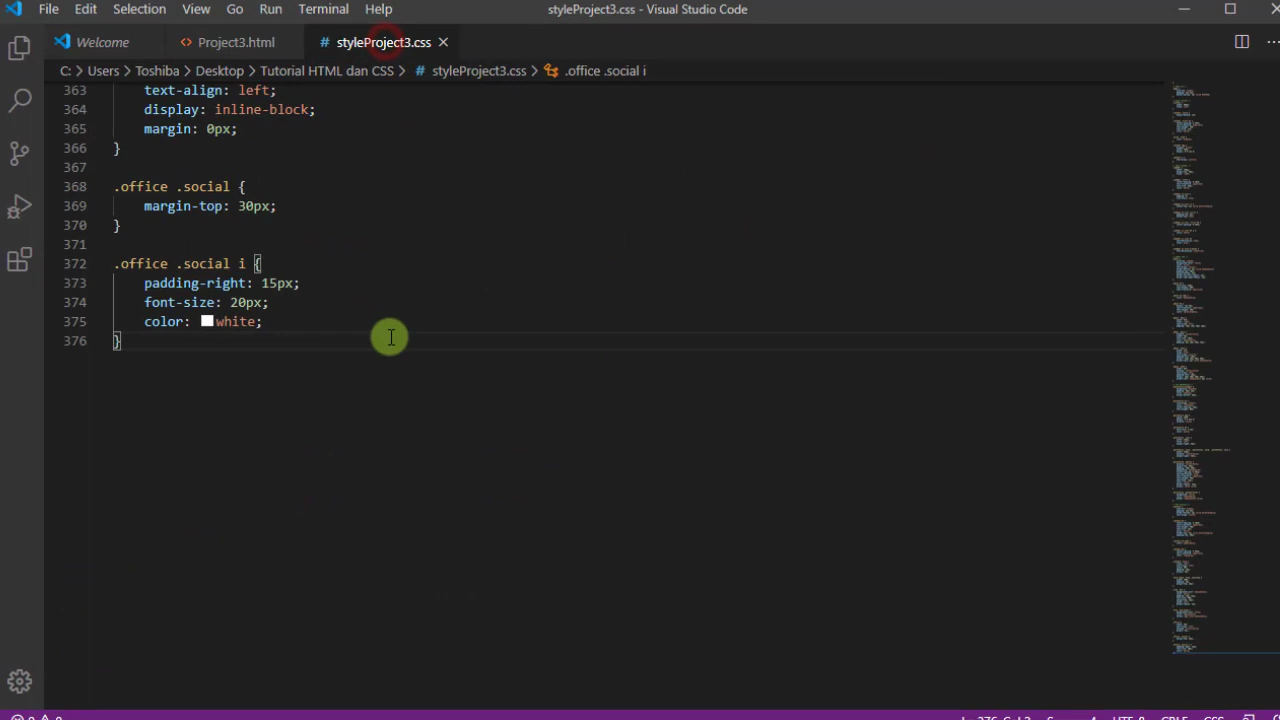 File Edit Selection View Go Run Terminal Help styleProject3.css - Visual Studio Code
Welcome Project3.html # styleProject3.css
C: > Users > Toshiba > Desktop > Tutorial HTML dan CSS > # styleProject3.css > .office .social i
363 text-align: left;
364 display: inline-block;
365 margin: 0px;
366 }
367
368 .office .social {
369 margin-top: 30px;
370 }
371
372 .office .social i {
373 padding-right: 15px;
374 font-size: 20px;
375 color: white;
376 }